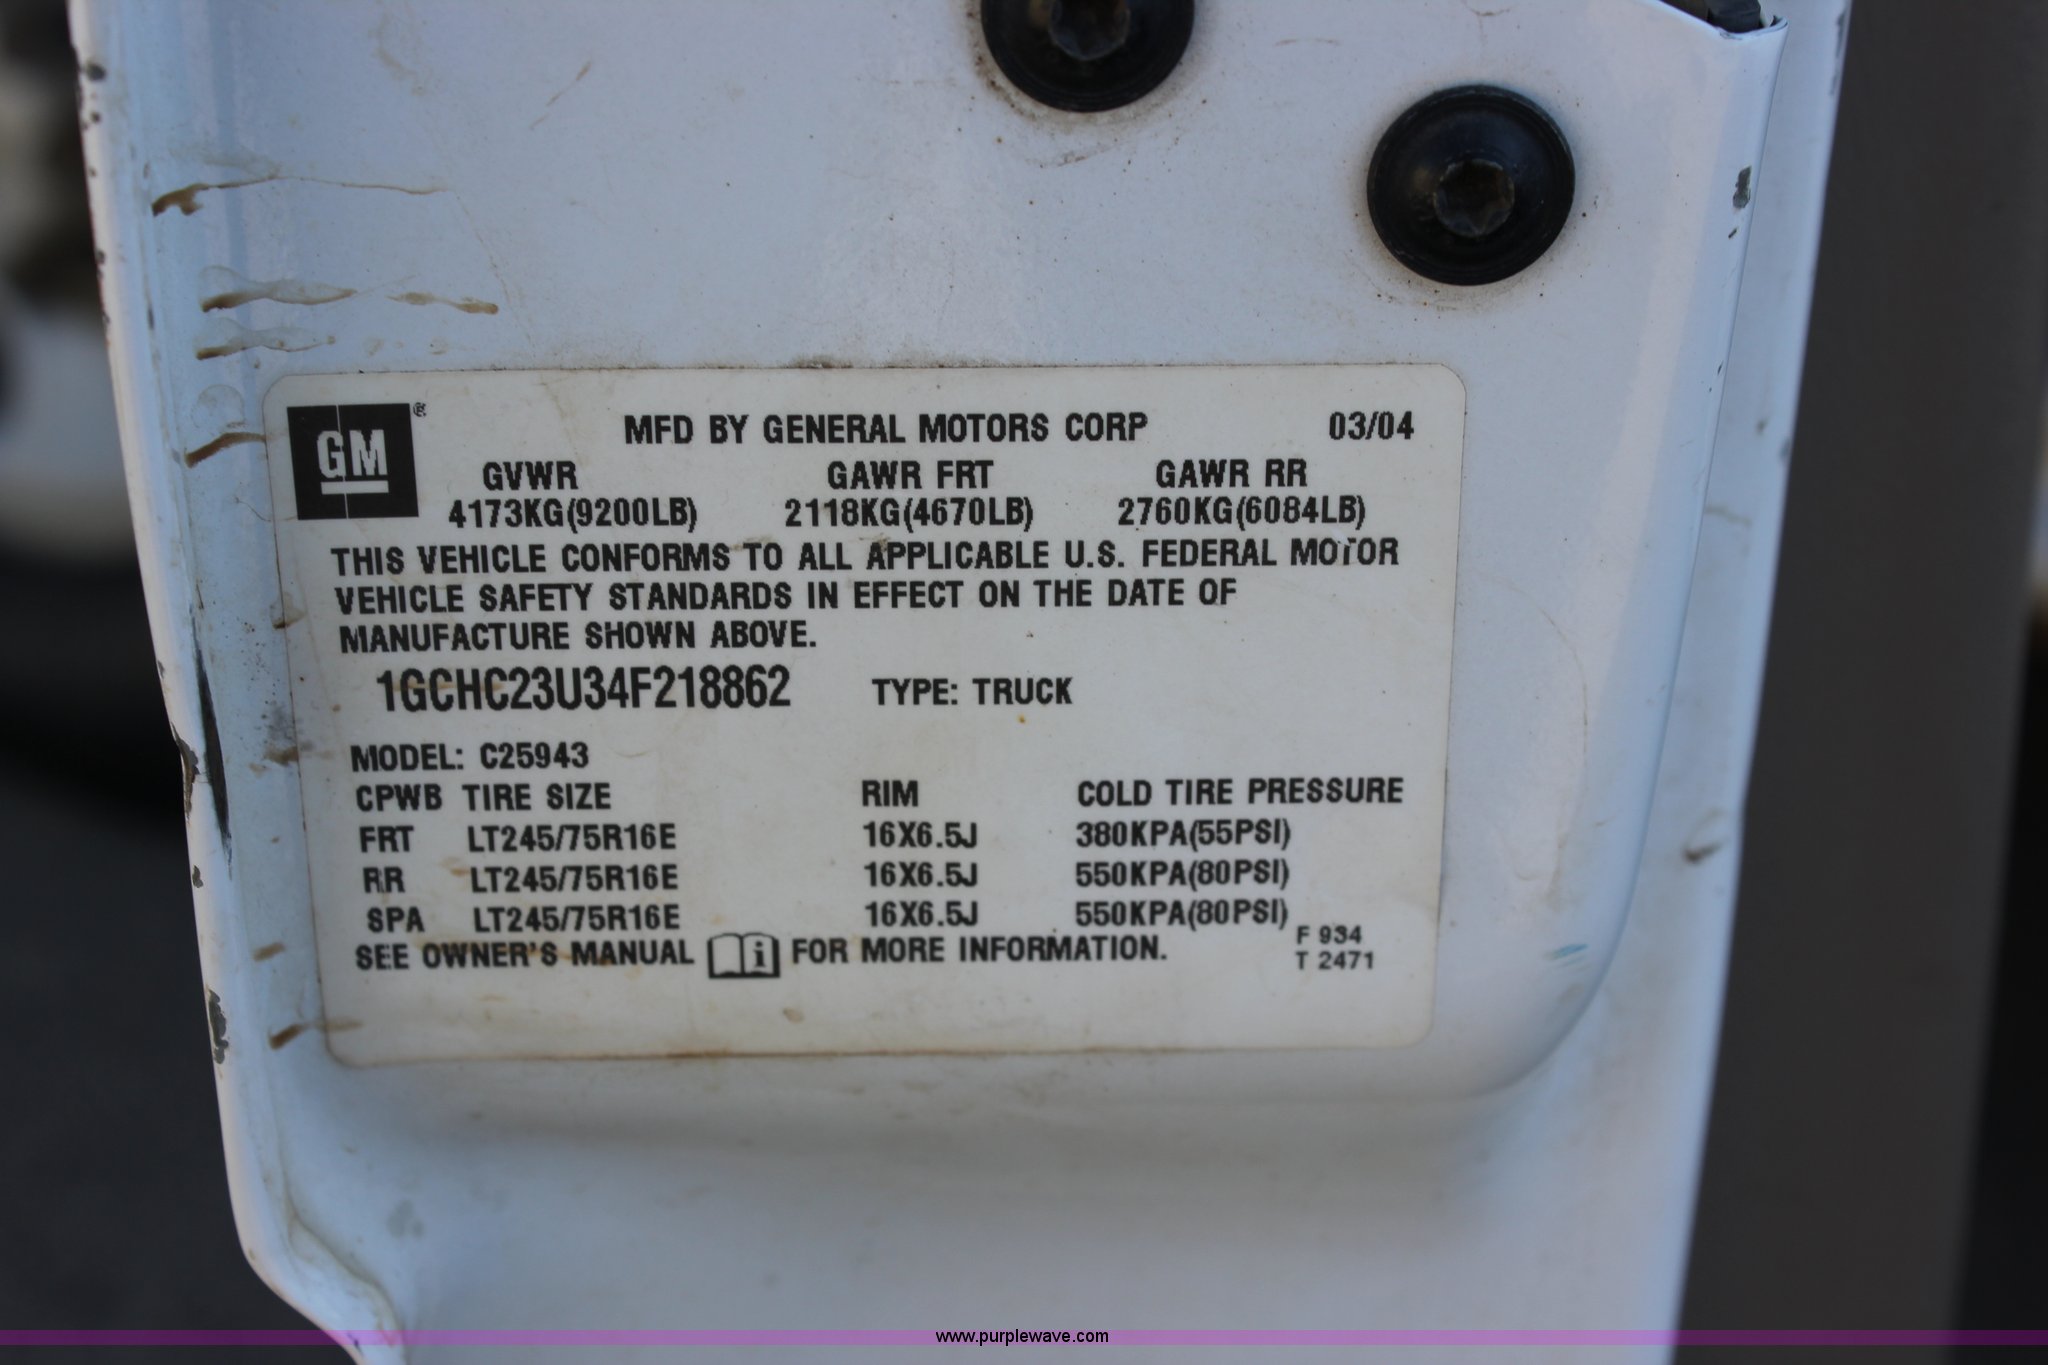 GM ®
MFD BY GENERAL MOTORS CORP 03/04
GVWR GAWR FRT GAWR RR
4173KG(9200LB) 2118KG(4670LB) 2760KG(6084LB)
THIS VEHICLE CONFORMS TO ALL APPLICABLE U.S. FEDERAL MOTOR
VEHICLE SAFETY STANDARDS IN EFFECT ON THE DATE OF
MANUFACTURE SHOWN ABOVE.
1GCHC23U34F218862 TYPE: TRUCK
MODEL: C25943
CPWB TIRE SIZE RIM COLD TIRE PRESSURE
FRT LT245/75R16E 16X6.5J 380KPA(55PSI)
RR LT245/75R16E 16X6.5J 550KPA(80PSI)
SPA LT245/75R16E 16X6.5J 550KPA(80PSI)
SEE OWNER'S MANUAL i FOR MORE INFORMATION.
F 934
T 2471
www.purplewave.com